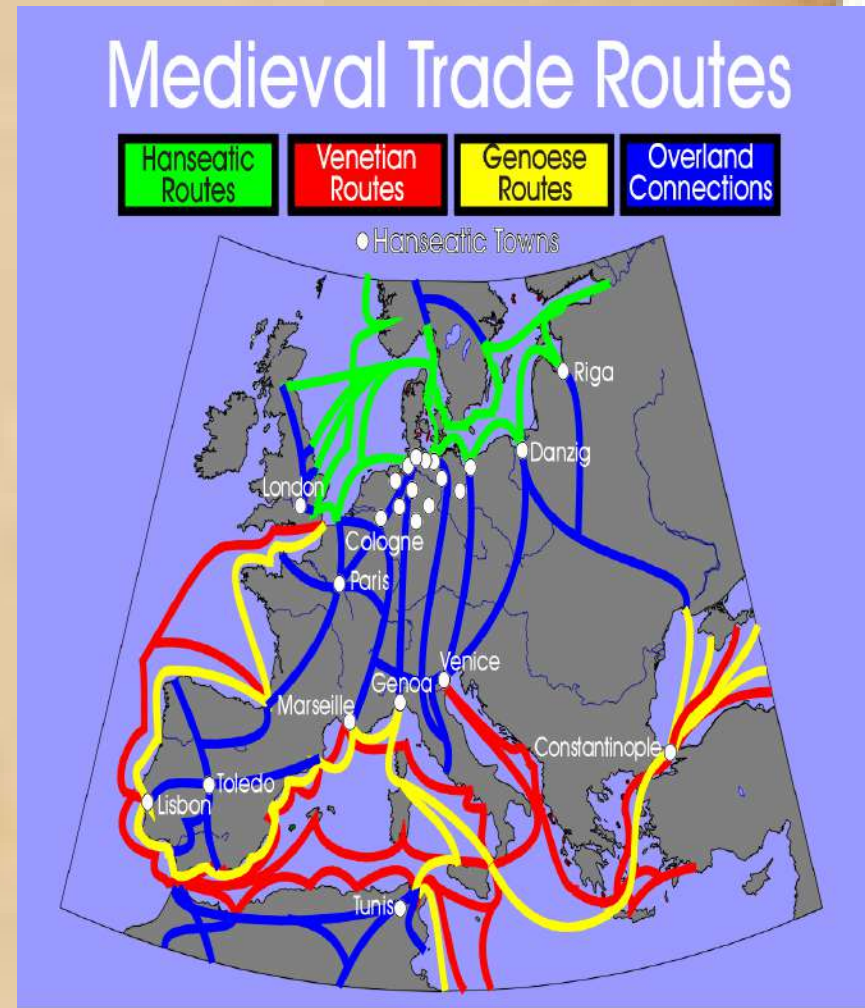 Medieval Trade Routes
Hanseatic
Routes
Venetian
Routes
Genoese
Routes
Overland
Connections
Hanseatic Towns
Riga
Danzig
London
Cologne
Paris
Venice
Genoa
Marseille
Constantinople
Toledo
Lisbon
Tunis